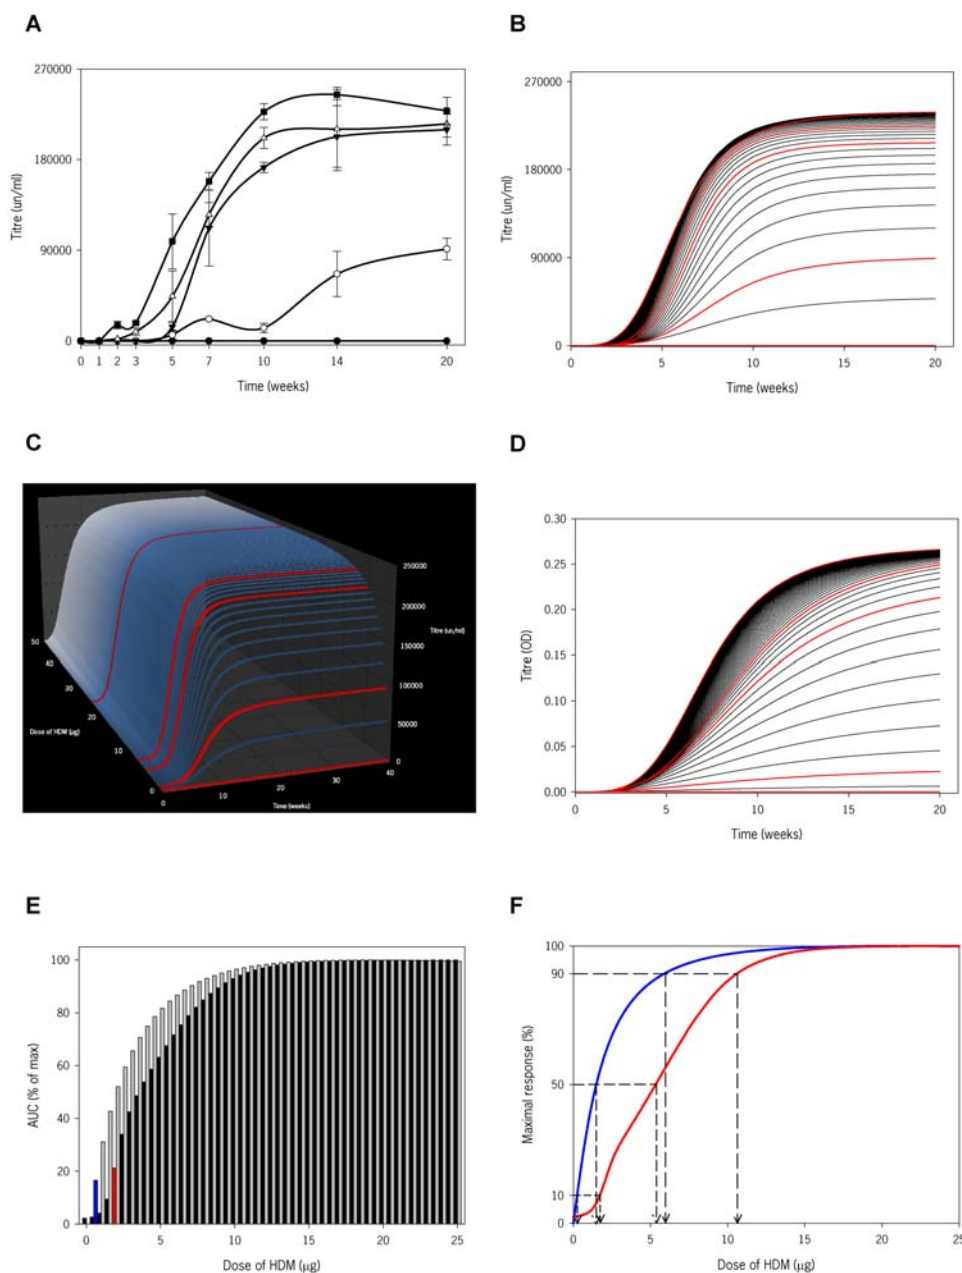 A
270000
180000
90000
0
Titre (un/ml)
0 1 2 3 5 7 10 14 20
Time (weeks)
B
270000
180000
90000
0
Titre (un/ml)
0 5 10 15 20
Time (weeks)
C
50
40
30
20
10
0
Dose of HDM (µg)
250000
200000
150000
100000
50000
0
Titre (un/ml)
0 10 20 30 40
Time (weeks)
D
0.30
0.25
0.20
0.15
0.10
0.05
0.00
Titre (OD)
0 5 10 15 20
Time (weeks)
E
100
80
60
40
20
0
AUC (% of max)
0 5 10 15 20 25
Dose of HDM (µg)
F
100
90
50
10
0
Maximal response (%)
0 5 10 15 20 25
Dose of HDM (µg)